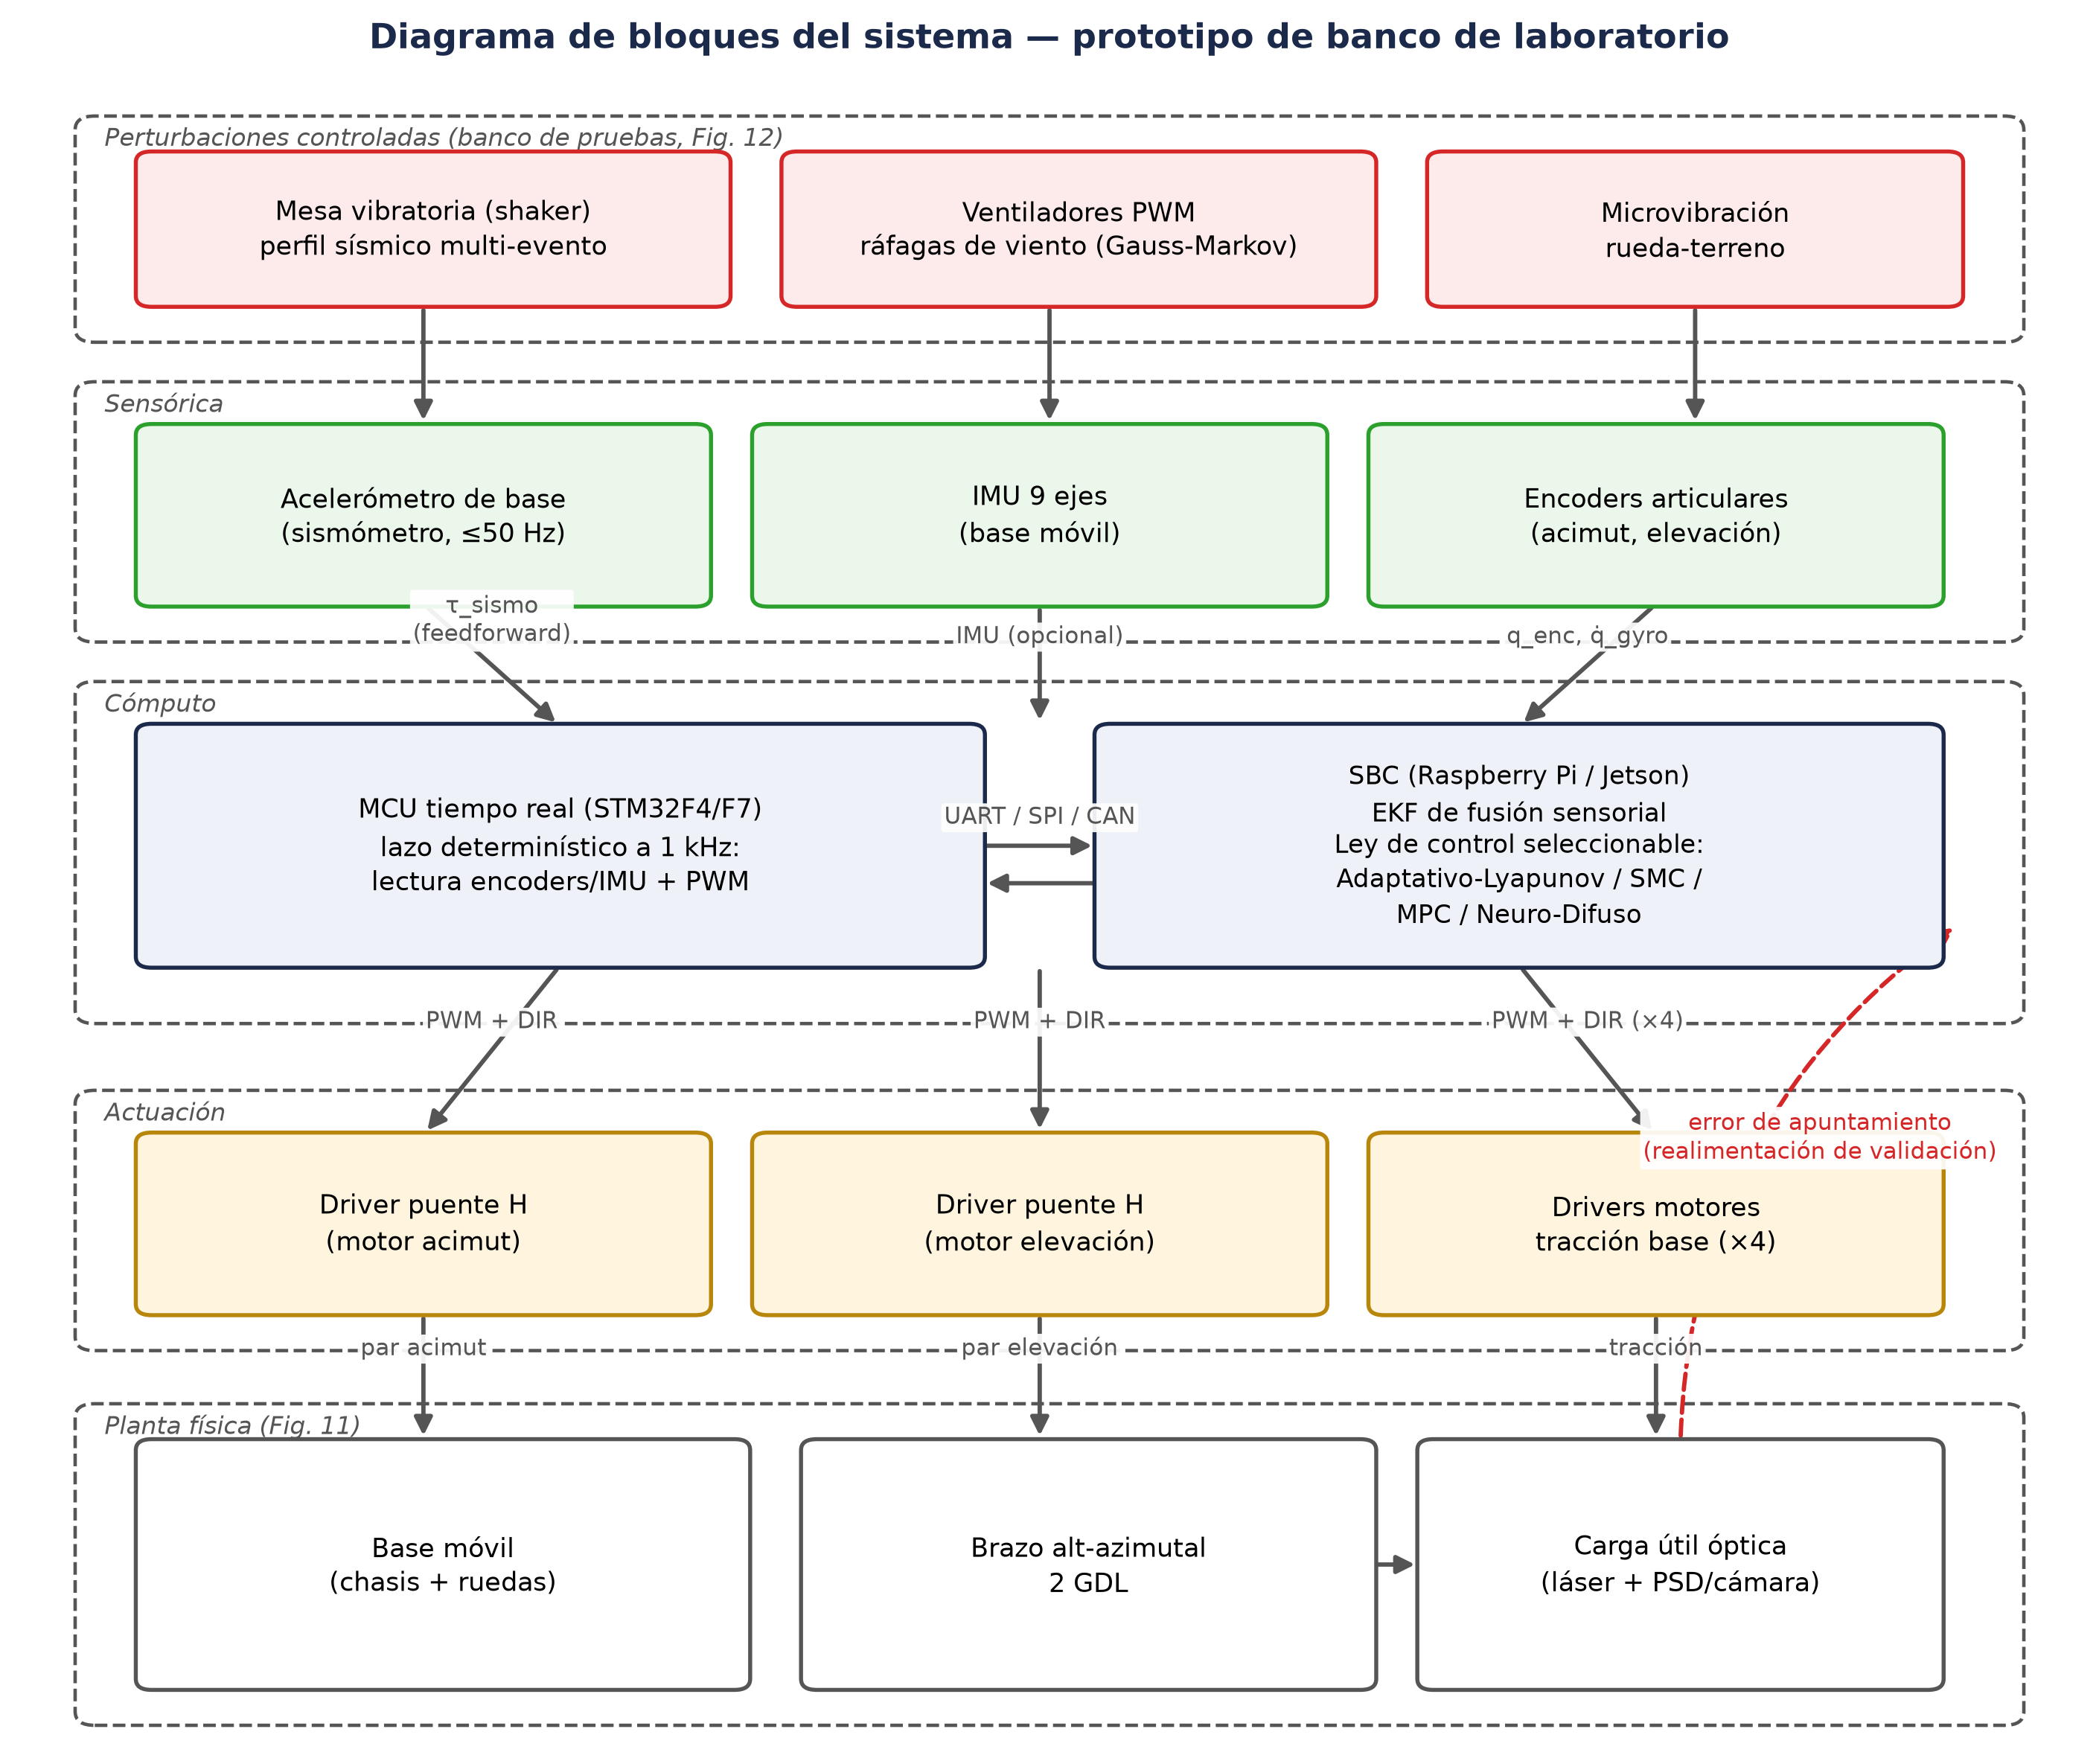 Diagrama de bloques del sistema — prototipo de banco de laboratorio
Perturbaciones controladas (banco de pruebas, Fig. 12)
Mesa vibratoria (shaker)
perfil sísmico multi-evento
Ventiladores PWM
ráfagas de viento (Gauss-Markov)
Microvibración
rueda-terreno
Sensórica
Acelerómetro de base
(sismómetro, ≤50 Hz)
IMU 9 ejes
(base móvil)
Encoders articulares
(acimut, elevación)
τ_sismo
(feedforward)
IMU (opcional)
q_enc, q̇_gyro
Cómputo
MCU tiempo real (STM32F4/F7)
lazo determinístico a 1 kHz:
lectura encoders/IMU + PWM
UART / SPI / CAN
SBC (Raspberry Pi / Jetson)
EKF de fusión sensorial
Ley de control seleccionable:
Adaptativo-Lyapunov / SMC /
MPC / Neuro-Difuso
PWM + DIR
PWM + DIR
PWM + DIR (×4)
Actuación
error de apuntamiento
(realimentación de validación)
Driver puente H
(motor acimut)
Driver puente H
(motor elevación)
Drivers motores
tracción base (×4)
par acimut
par elevación
tracción
Planta física (Fig. 11)
Base móvil
(chasis + ruedas)
Brazo alt-azimutal
2 GDL
Carga útil óptica
(láser + PSD/cámara)